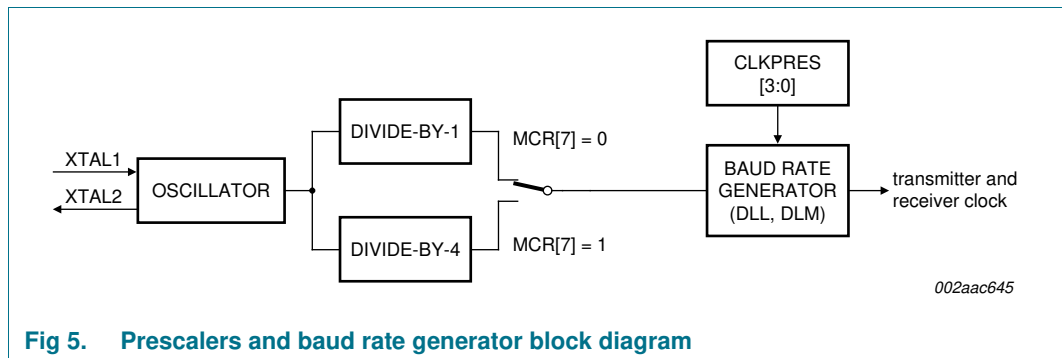 CLKPRES
[3:0]
DIVIDE-BY-1
MCR[7] = 0
XTAL1
XTAL2
OSCILLATOR
BAUD RATE
GENERATOR
(DLL, DLM)
transmitter and
receiver clock
DIVIDE-BY-4
MCR[7] = 1
002aac645
Fig 5. Prescalers and baud rate generator block diagram